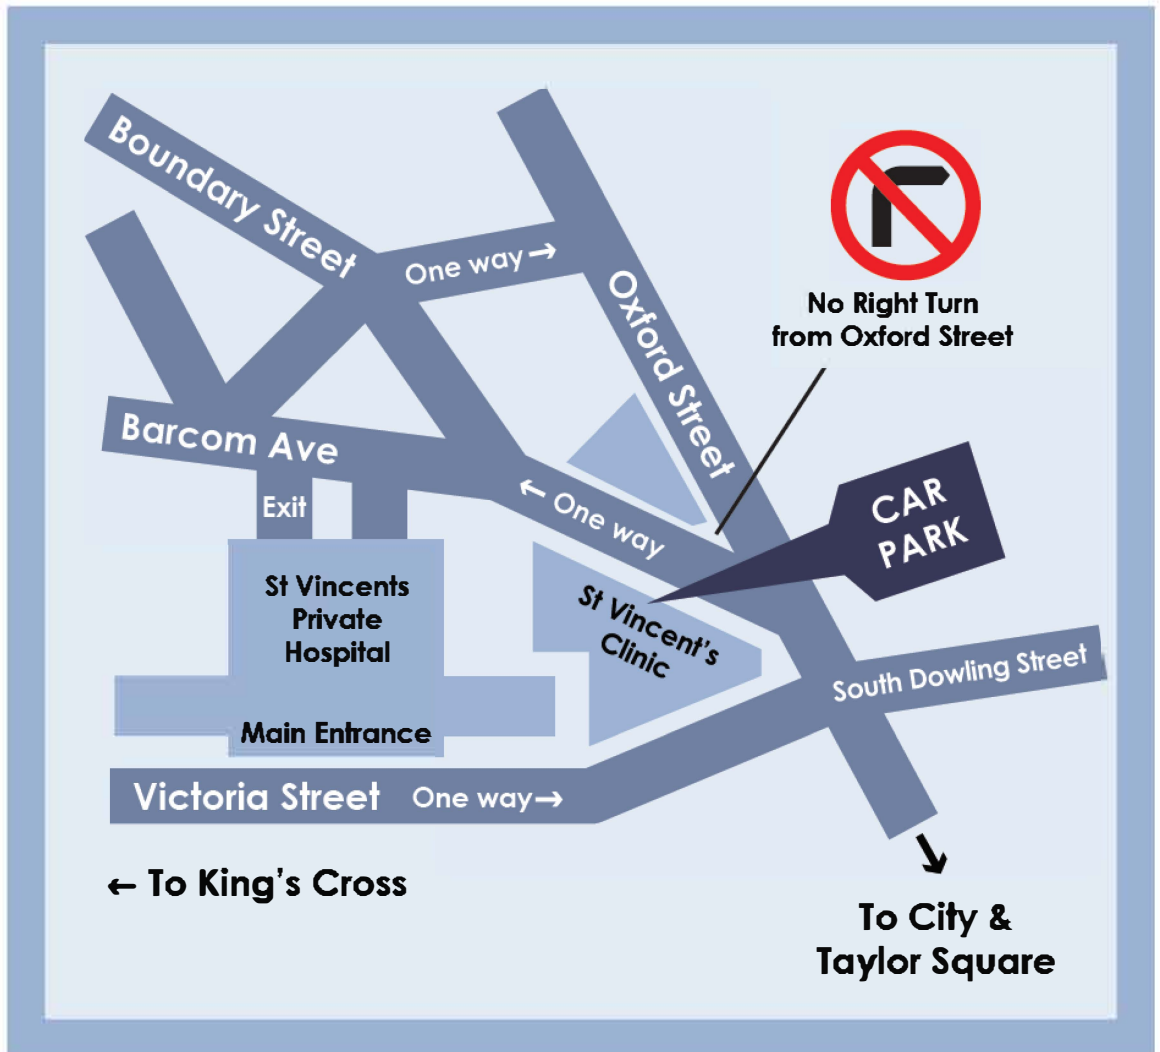 Boundary Street
One way →
Oxford Street
No Right Turn
from Oxford Street
Barcom Ave
Exit
← One way
CAR
PARK
St Vincents
Private
Hospital
Main Entrance
St Vincent's
Clinic
South Dowling Street
Victoria Street One way→
← To King's Cross
To City &
Taylor Square